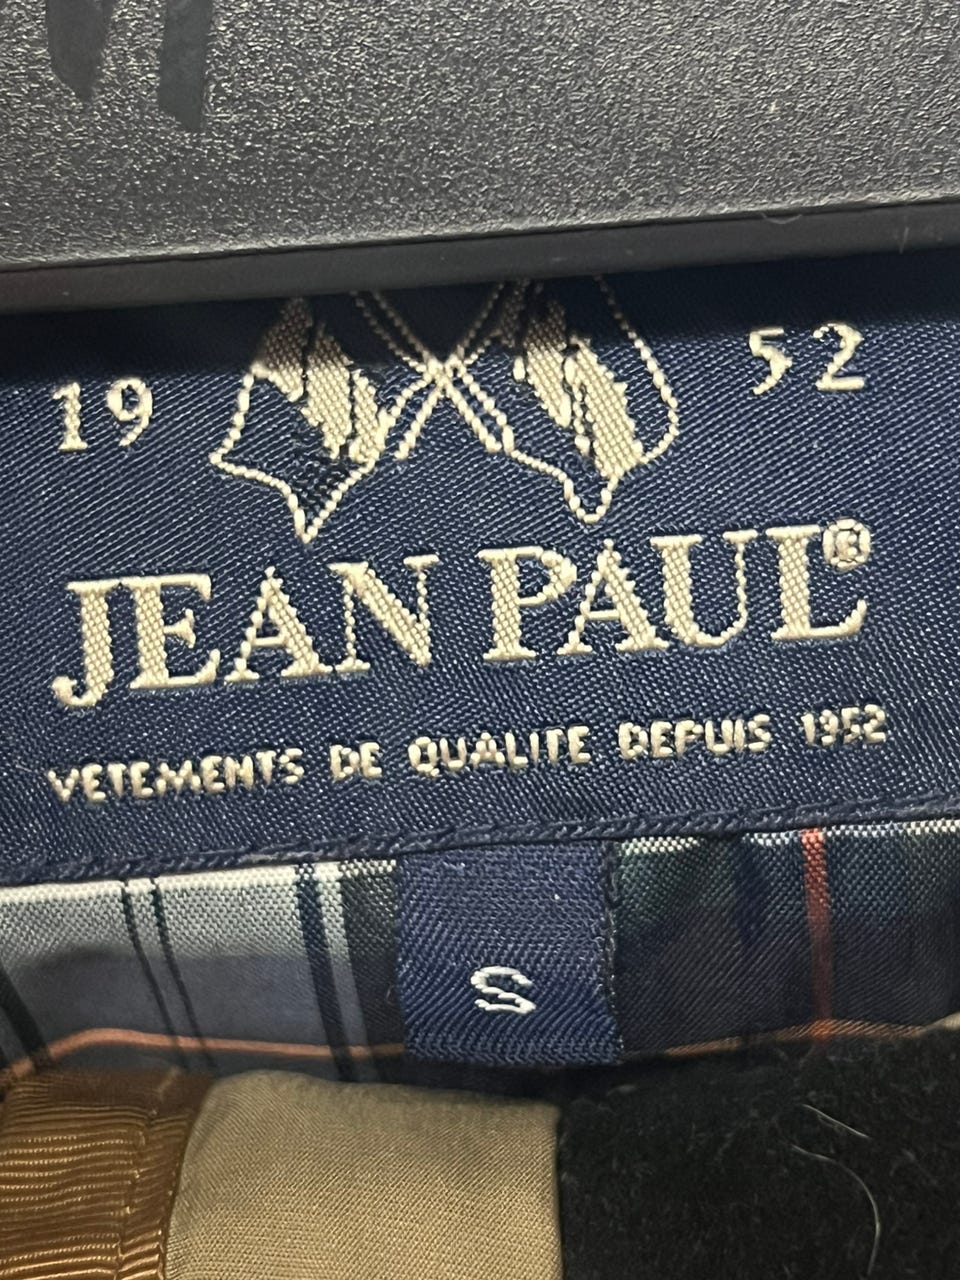 19 52
JEAN PAUL®
VETEMENTS DE QUALITE DEPUIS 1952
S